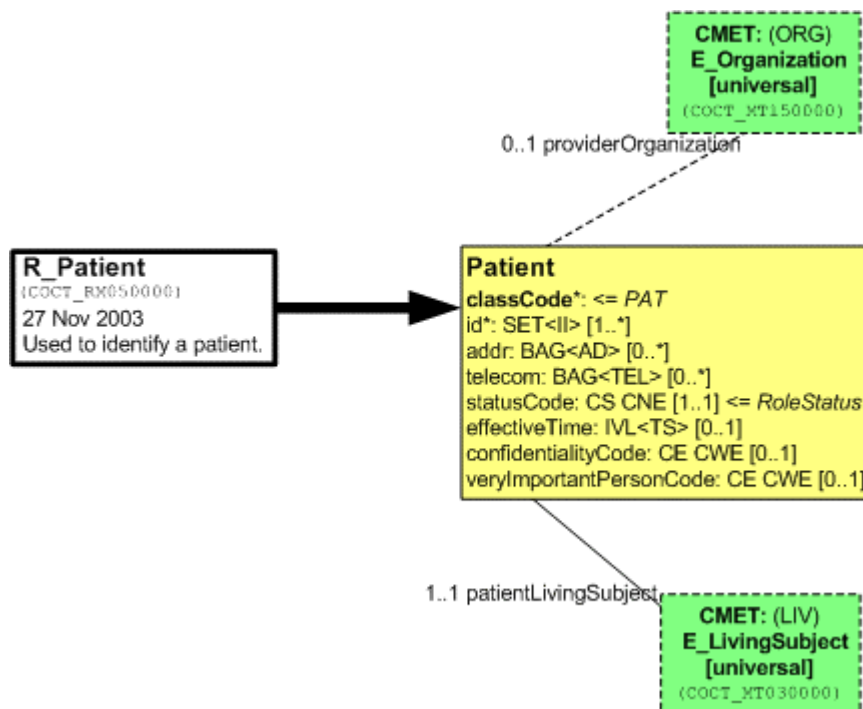 CMET: (ORG)
E_Organization
[universal]
(COCT_MT150000)
0..1 providerOrganization
R_Patient
(COCT_RM050000)
27 Nov 2003
Used to identify a patient.
Patient
classCode*: <= PAT
id*: SET<II> [1..*]
addr: BAG<AD> [0..*]
telecom: BAG<TEL> [0..*]
statusCode: CS CNE [1..1] <= RoleStatus
effectiveTime: IVL<TS> [0..1]
confidentialityCode: CE CWE [0..1]
veryImportantPersonCode: CE CWE [0..1]
1..1 patientLivingSubject
CMET: (LIV)
E_LivingSubject
[universal]
(COCT_MT030000)